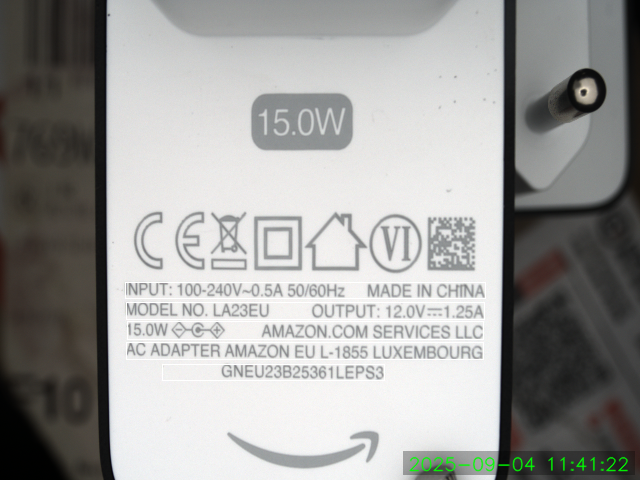 15.0W
CE
VI
INPUT: 100-240V~0.5A 50/60Hz MADE IN CHINA
MODEL NO. LA23EU OUTPUT: 12.0V⎓1.25A
15.0W AMAZON.COM SERVICES LLC
AC ADAPTER AMAZON EU L-1855 LUXEMBOURG
GNEU23B25361LEPS3
2025-09-04 11:41:22